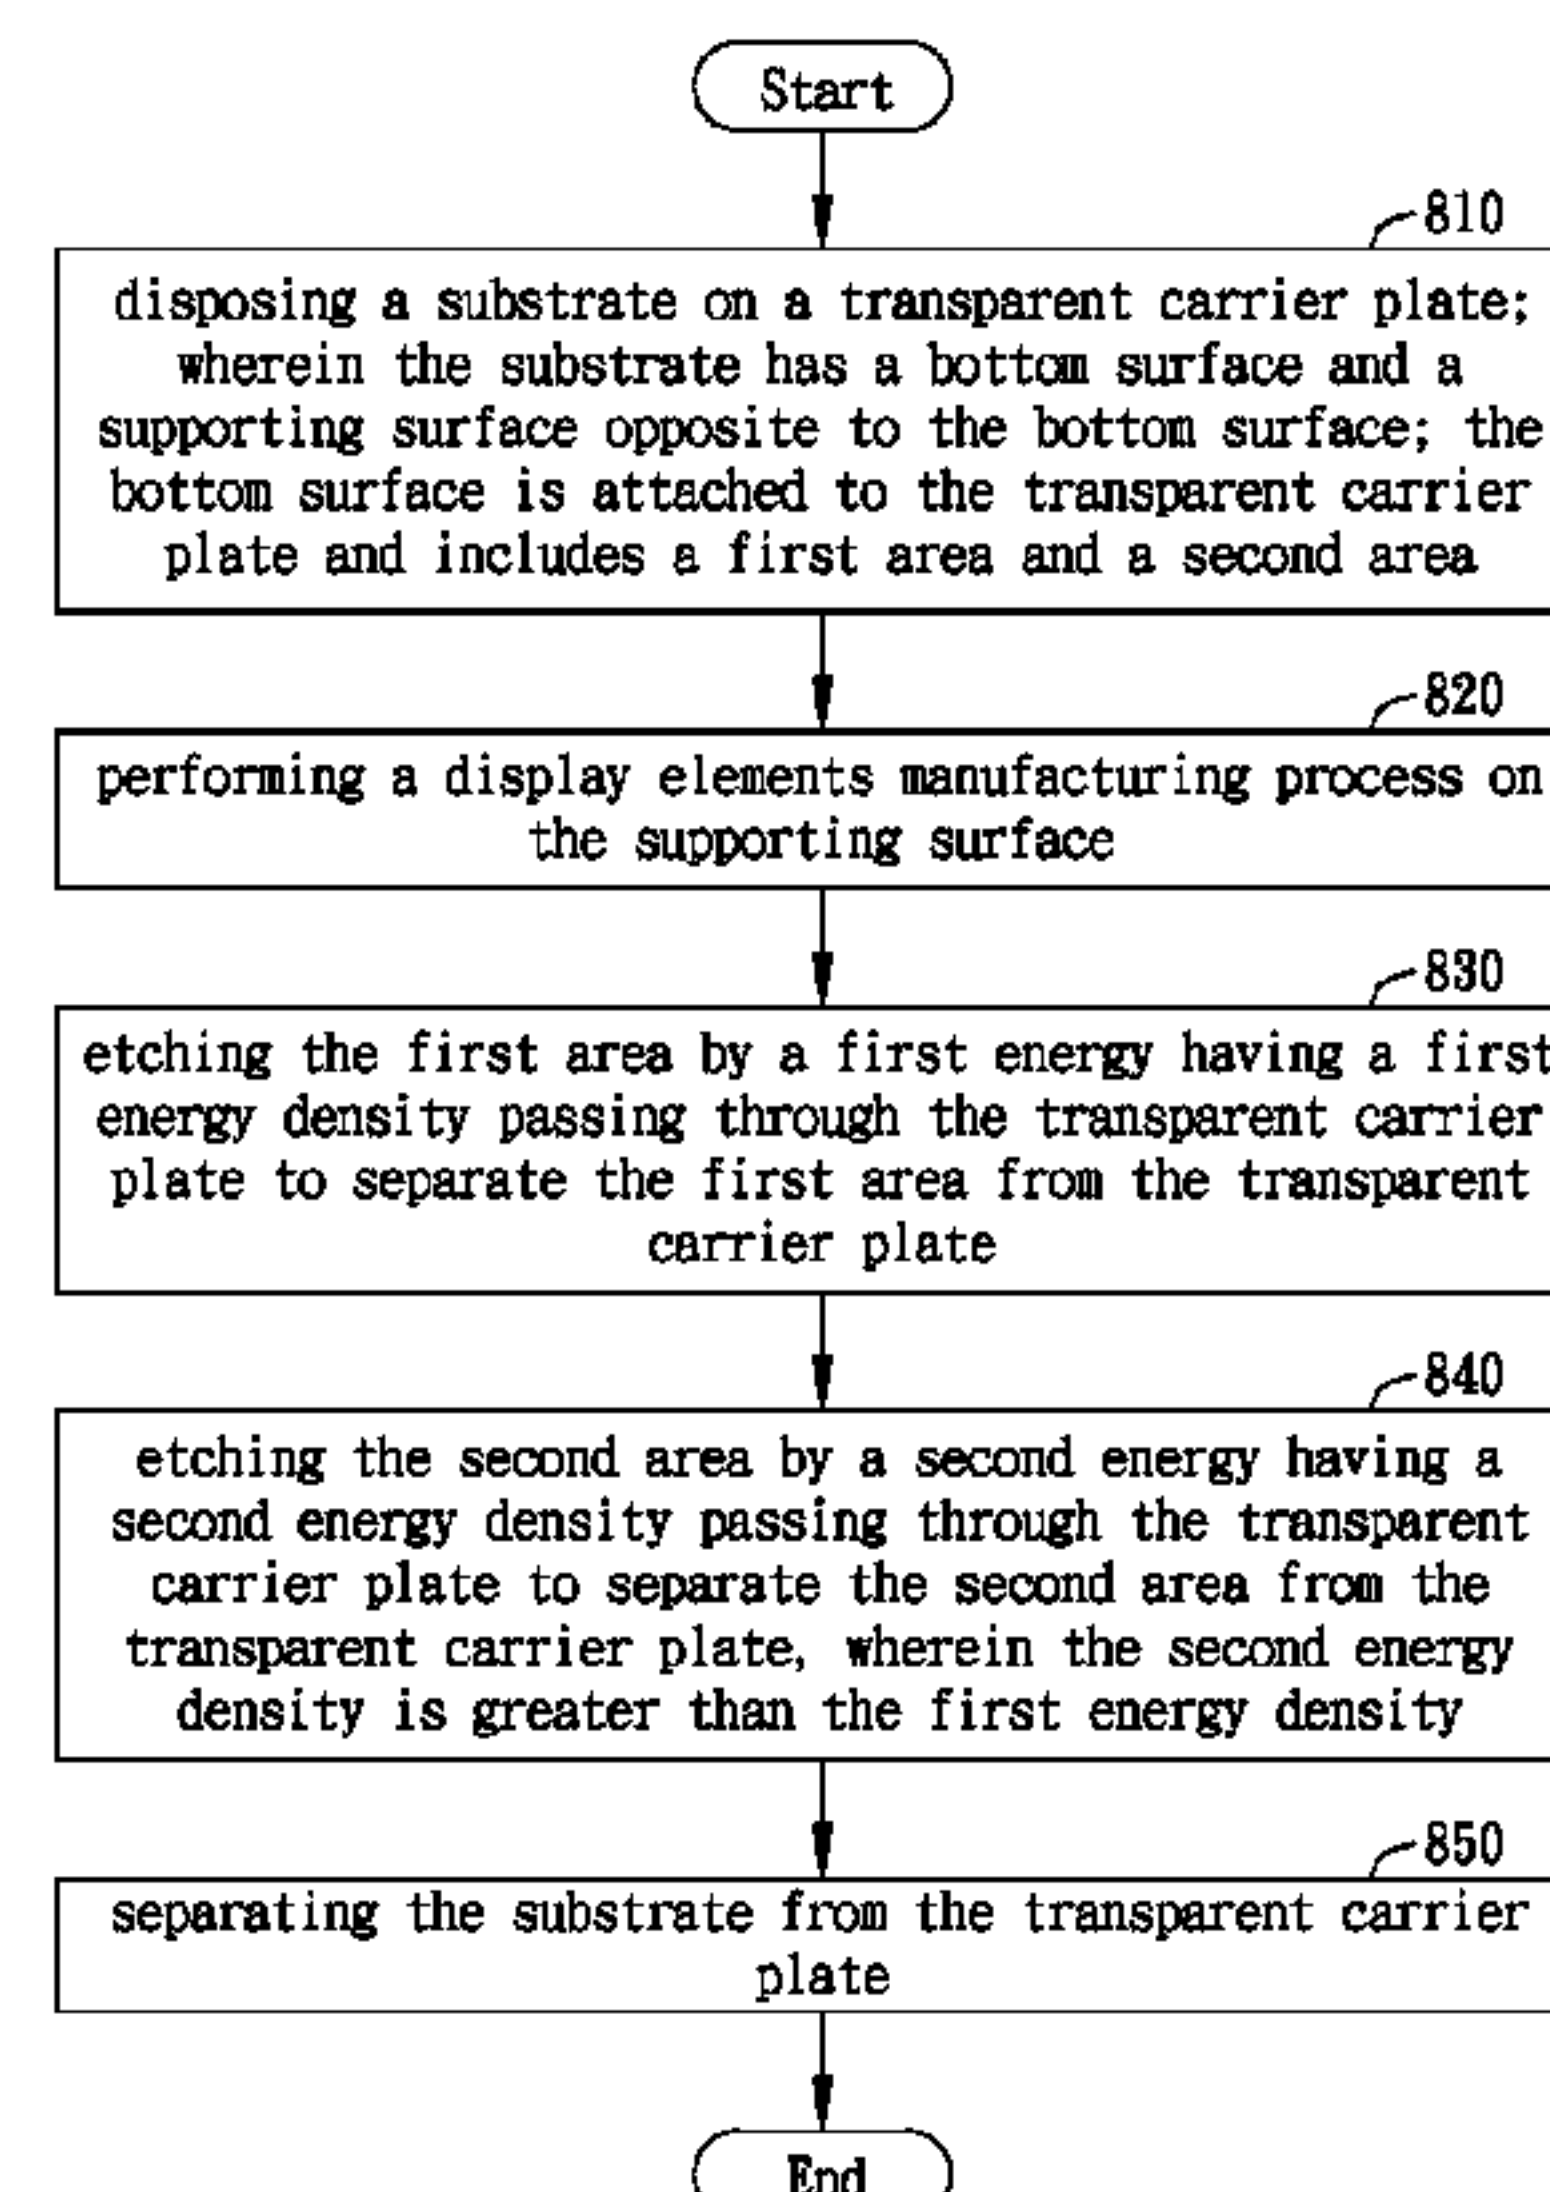 Start
810
disposing a substrate on a transparent carrier plate;
wherein the substrate has a bottom surface and a
supporting surface opposite to the bottom surface; the
bottom surface is attached to the transparent carrier
plate and includes a first area and a second area
820
performing a display elements manufacturing process on
the supporting surface
830
etching the first area by a first energy having a first
energy density passing through the transparent carrier
plate to separate the first area from the transparent
carrier plate
840
etching the second area by a second energy having a
second energy density passing through the transparent
carrier plate to separate the second area from the
transparent carrier plate, wherein the second energy
density is greater than the first energy density
850
separating the substrate from the transparent carrier
plate
End